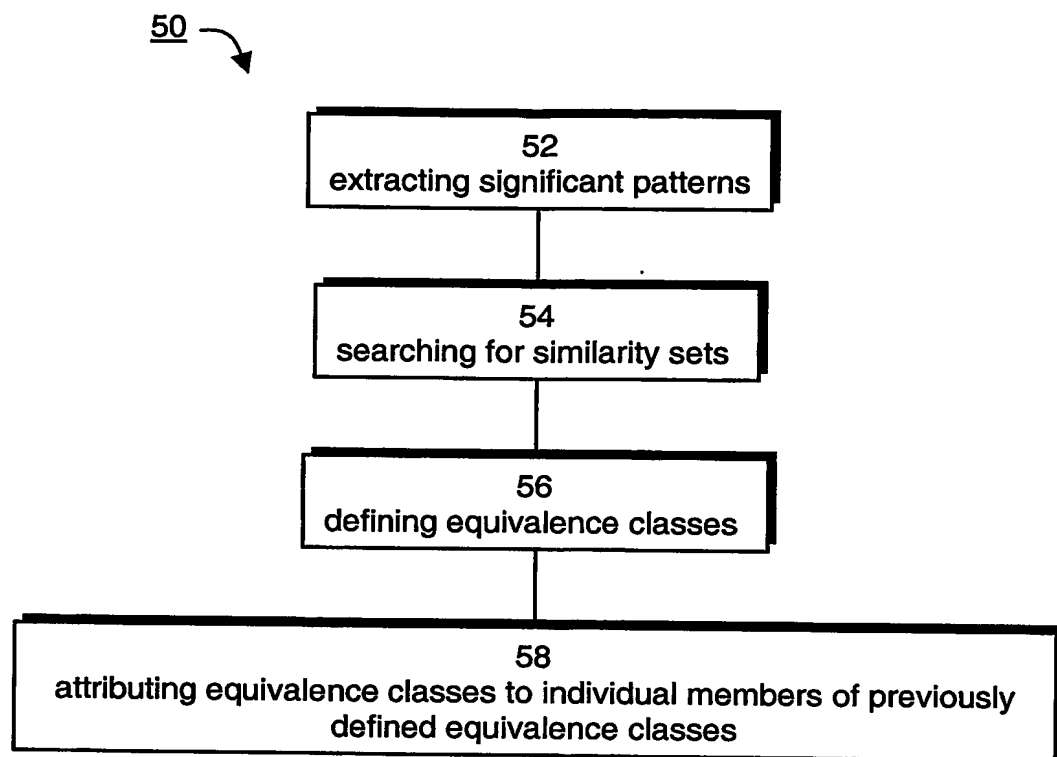 50
52
extracting significant patterns
54
searching for similarity sets
56
defining equivalence classes
58
attributing equivalence classes to individual members of previously
defined equivalence classes